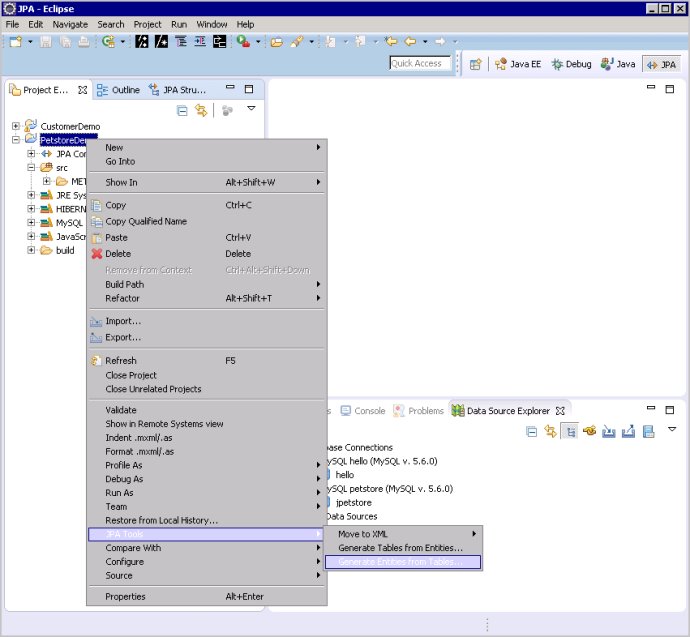 JPA - Eclipse
File Edit Navigate Search Project Run Window Help
Quick Access Java EE Debug Java JPA
Project E... Outline JPA Stru...
CustomerDemo
PetstoreDemo
JPA Con
src
MET
JRE Sys
HIBERN
MySQL
JavaScr
build
New
Go Into
Show In Alt+Shift+W
Copy Ctrl+C
Copy Qualified Name
Paste Ctrl+V
Delete Delete
Remove from Context Ctrl+Alt+Shift+Down
Build Path
Refactor Alt+Shift+T
Import...
Export...
Refresh F5
Close Project
Close Unrelated Projects
Validate
Show in Remote Systems view
Indent .mxml/.as
Format .mxml/.as
Profile As
Debug As
Run As
Team
Restore from Local History...
JPA Tools
Compare With
Configure
Source
Properties Alt+Enter
s Console Problems Data Source Explorer
base Connections
ySQL hello (MySQL v. 5.6.0)
hello
ySQL petstore (MySQL v. 5.6.0)
jpetstore
Data Sources
Move to XML
Generate Tables from Entities...
Generate Entities from Tables...